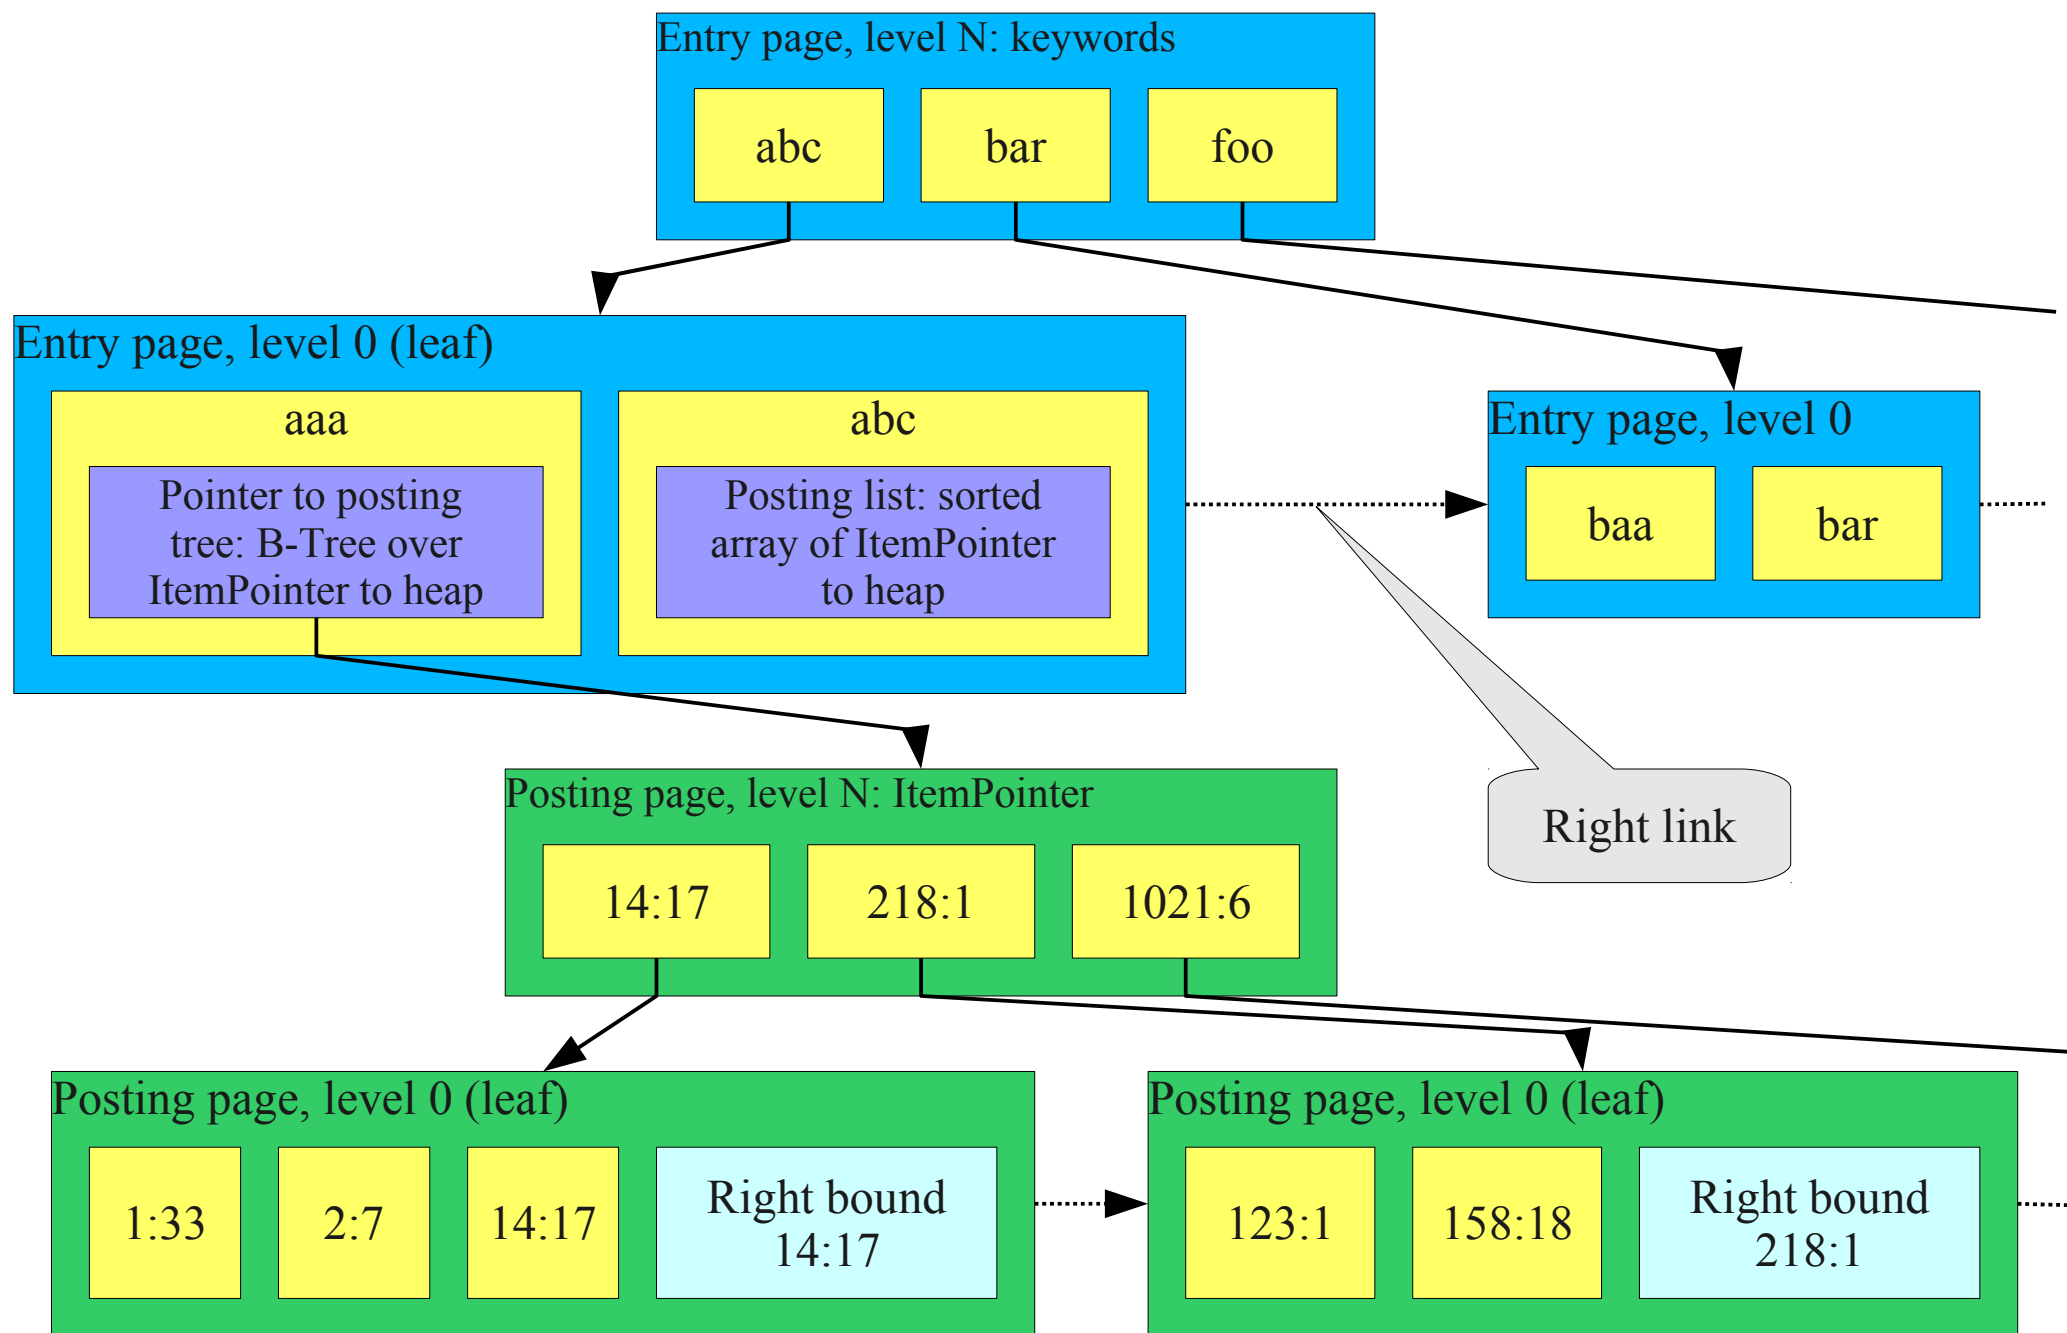 Entry page, level N: keywords
abc
bar
foo
Entry page, level 0 (leaf)
aaa
Pointer to posting
tree: B-Tree over
ItemPointer to heap
abc
Posting list: sorted
array of ItemPointer
to heap
Entry page, level 0
baa
bar
Right link
Posting page, level N: ItemPointer
14:17
218:1
1021:6
Posting page, level 0 (leaf)
1:33
2:7
14:17
Right bound
14:17
Posting page, level 0 (leaf)
123:1
158:18
Right bound
218:1